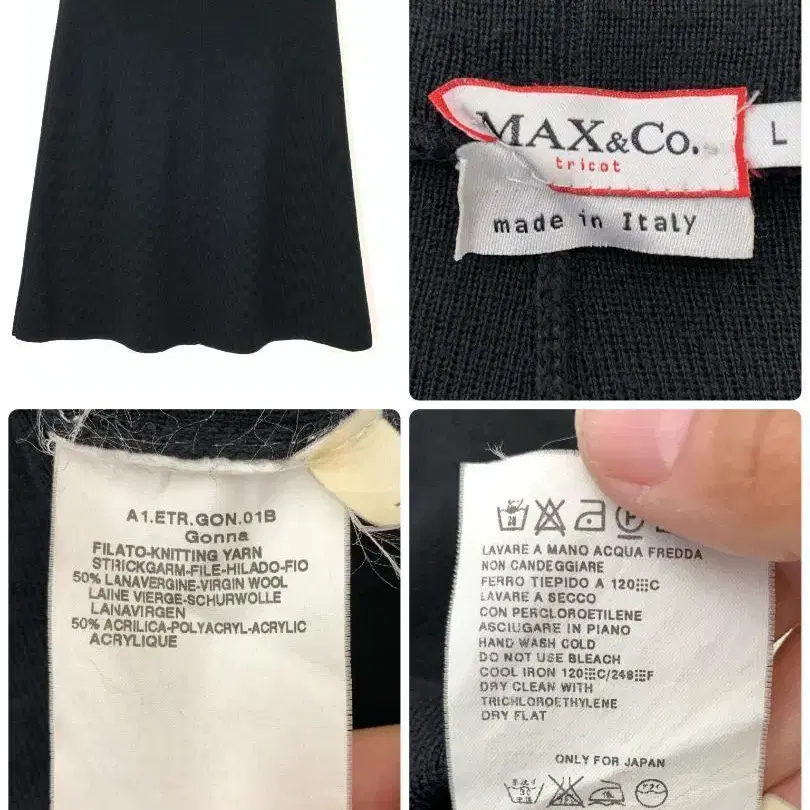 MAX&Co.
tricot
L
made in Italy
A1.ETR.GON.01B
Gonna
FILATO-KNITTING YARN
STRICKGARM-FILE-HILADO-FIO
50% LANAVERGINE-VIRGIN WOOL
LAINE VIERGE-SCHURWOLLE
LANAVIRGEN
50% ACRILICA-POLYACRYL-ACRYLIC
ACRYLIQUE
LAVARE A MANO ACQUA FREDDA
NON CANDEGGIARE
FERRO TIEPIDO A 120 C
LAVARE A SECCO
CON PERCLOROETILENE
ASCIUGARE IN PIANO
HAND WASH COLD
DO NOT USE BLEACH
COOL IRON 120 C/248 F
DRY CLEAN WITH
TRICHLOROETHYLENE
DRY FLAT
ONLY FOR JAPAN